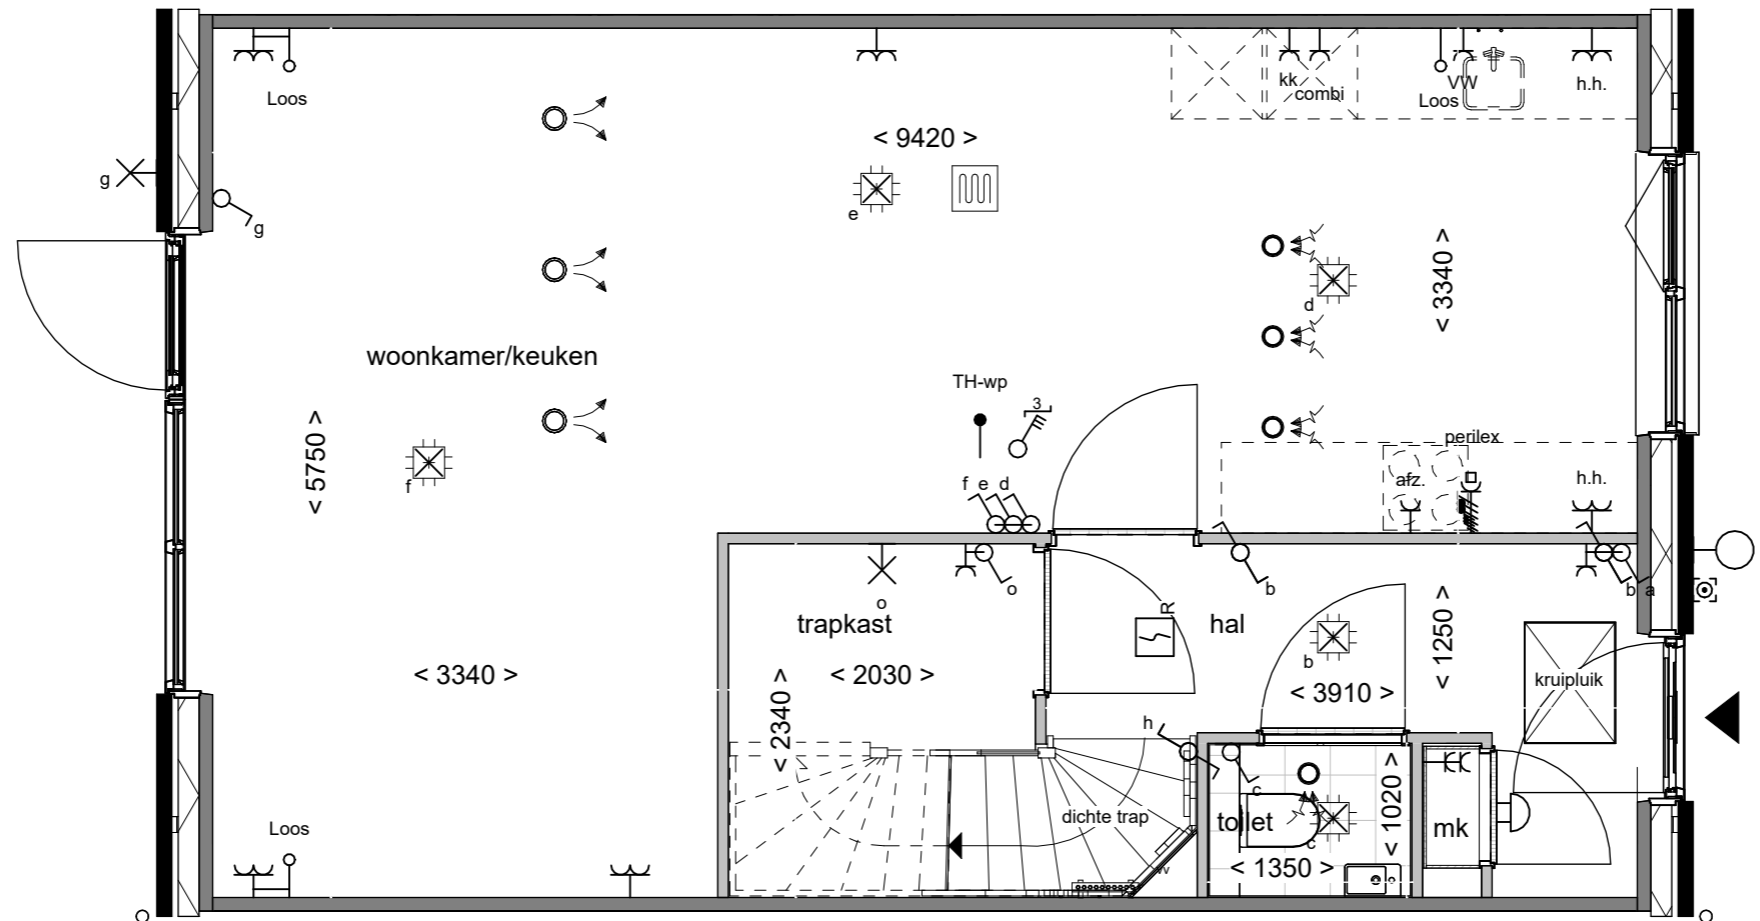 Loos
kk
combi
VW
Loos
h.h.
< 9420 >
g
g
e
d
< 3340 >
woonkamer/keuken
TH-wp
3
< 5750 >
f
perilex
afz.
h.h.
f e d
o
o
b
b a
trapkast
R
hal
b
< 1250 >
< 3340 >
< 2030 >
< 3910 >
kruipluik
< 2340 >
h
c
dichte trap
toilet
c
< 1020 >
mk
Loos
< 1350 >